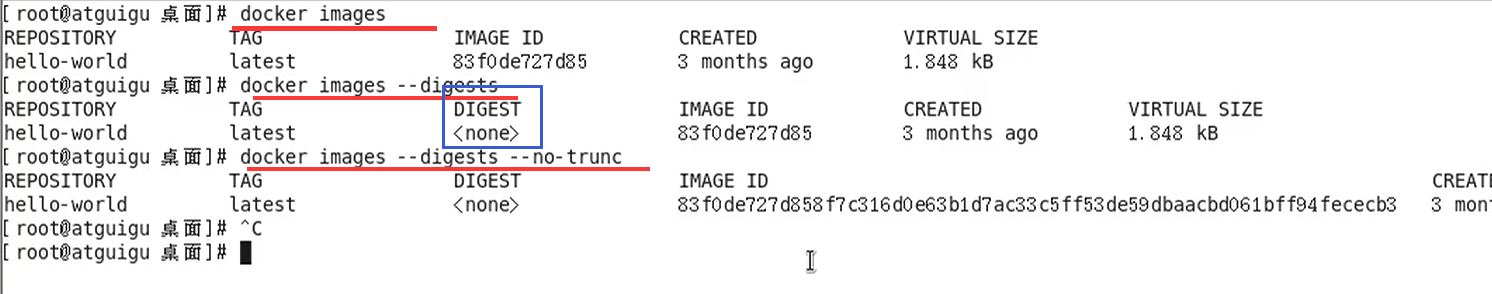 [root@atguigu 桌面]# docker images
REPOSITORY TAG IMAGE ID CREATED VIRTUAL SIZE
hello-world latest 83f0de727d85 3 months ago 1.848 kB
[root@atguigu 桌面]# docker images --digests
REPOSITORY TAG DIGEST IMAGE ID CREATED VIRTUAL SIZE
hello-world latest <none> 83f0de727d85 3 months ago 1.848 kB
[root@atguigu 桌面]# docker images --digests --no-trunc
REPOSITORY TAG DIGEST IMAGE ID CREATE
hello-world latest <none> 83f0de727d858f7c316d0e63b1d7ac33c5ff53de59dbaacbd061bff94fececb3 3 mont
[root@atguigu 桌面]# ^C
[root@atguigu 桌面]#